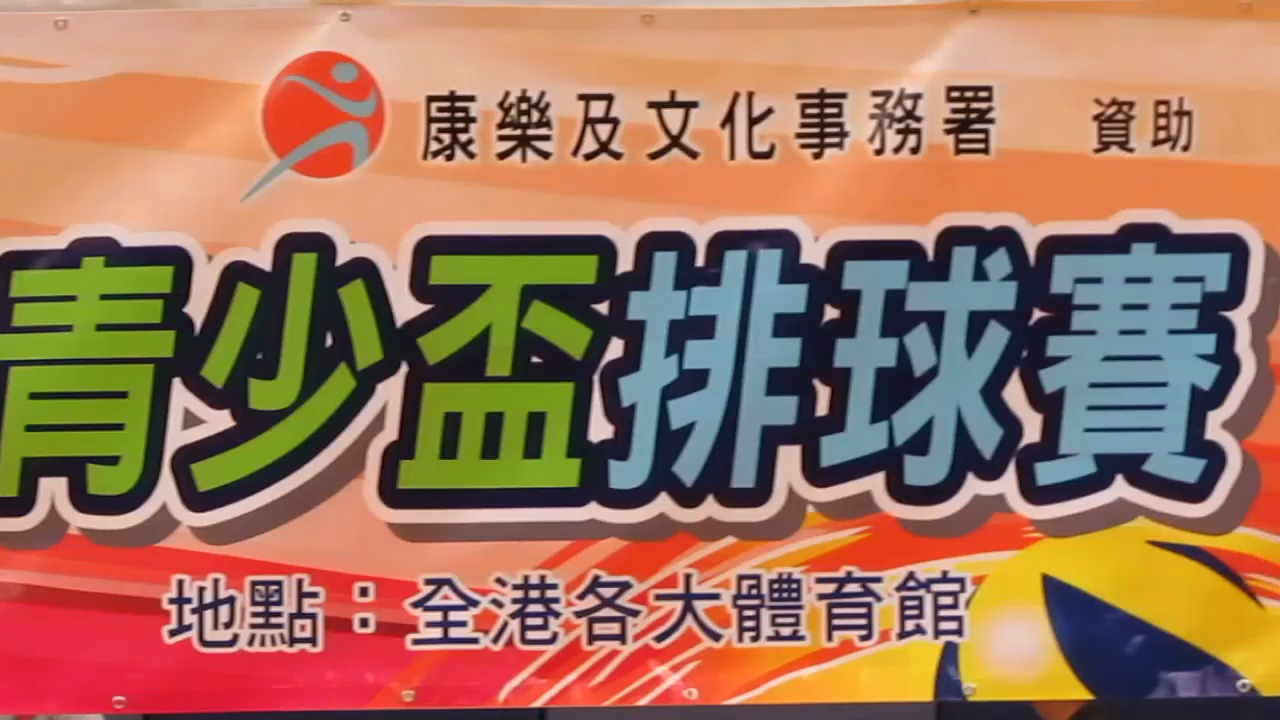 康樂及文化事務署 資助
青少盃排球賽
地點：全港各大體育館